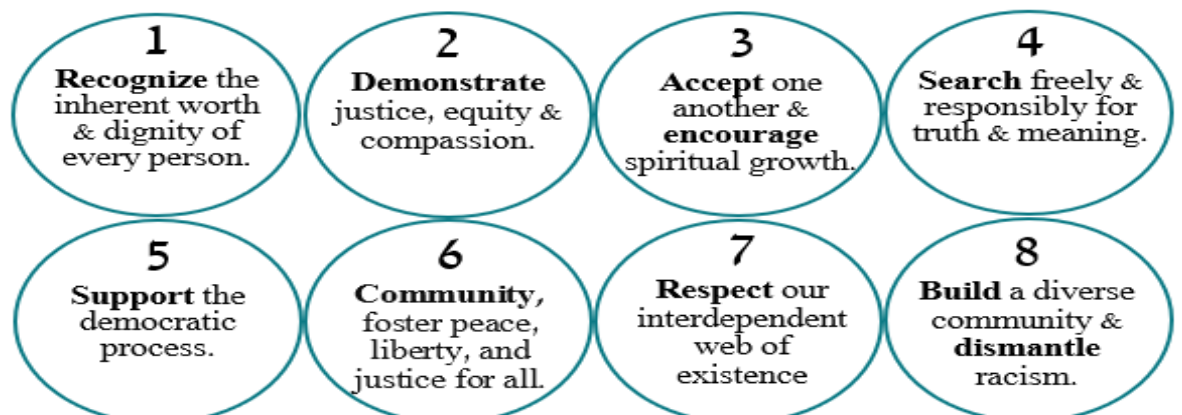 1
Recognize the
inherent worth
& dignity of
every person.
2
Demonstrate
justice, equity &
compassion.
3
Accept one
another &
encourage
spiritual growth.
4
Search freely &
responsibly for
truth & meaning.
5
Support the
democratic
process.
6
Community,
foster peace,
liberty, and
justice for all.
7
Respect our
interdependent
web of
existence
8
Build a diverse
community &
dismantle
racism.